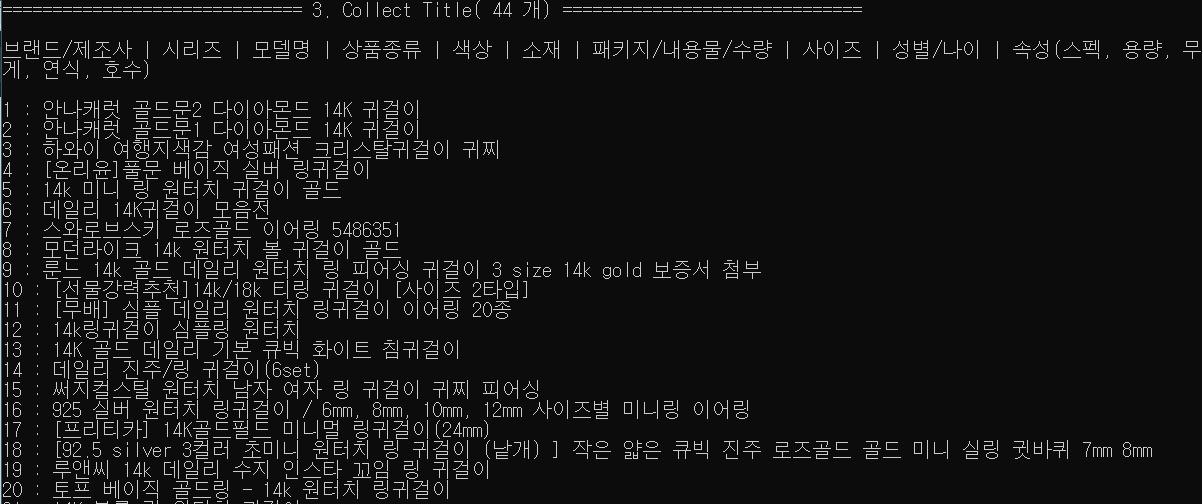 ============================== 3. Collect Title( 44 개) ==============================
브랜드/제조사 | 시리즈 | 모델명 | 상품종류 | 색상 | 소재 | 패키지/내용물/수량 | 사이즈 | 성별/나이 | 속성(스펙, 용량, 무
게, 연식, 호수)
1 : 안나캐럿 골드문2 다이아몬드 14K 귀걸이
2 : 안나캐럿 골드문1 다이아몬드 14K 귀걸이
3 : 하와이 여행지색감 여성패션 크리스탈귀걸이 귀찌
4 : [온리윤]풀문 베이직 실버 링귀걸이
5 : 14k 미니 링 원터치 귀걸이 골드
6 : 데일리 14K귀걸이 모음전
7 : 스와로브스키 로즈골드 이어링 5486351
8 : 모던라이크 14k 원터치 볼 귀걸이 골드
9 : 룬드 14k 골드 데일리 원터치 링 피어싱 귀걸이 3 size 14k gold 보증서 첨부
10 : [선물강력추천]14k/18k 티링 귀걸이 [사이즈 2타입]
11 : [무배] 심플 데일리 원터치 링귀걸이 이어링 20종
12 : 14k링귀걸이 심플링 원터치
13 : 14K 골드 데일리 기본 큐빅 화이트 침귀걸이
14 : 데일리 진주/링 귀걸이(6set)
15 : 써지컬스틸 원터치 남자 여자 링 귀걸이 귀찌 피어싱
16 : 925 실버 원터치 링귀걸이 / 6mm, 8mm, 10mm, 12mm 사이즈별 미니링 이어링
17 : [프리티카] 14K골드필드 미니멀 링귀걸이(24mm)
18 : [92.5 silver 3컬러 초미니 원터치 링 귀걸이 (낱개) ] 작은 얇은 큐빅 진주 로즈골드 골드 미니 실링 귓바퀴 7mm 8mm
19 : 루앤씨 14k 데일리 수지 인스타 꼬임 링 귀걸이
20 : 토프 베이직 골드링 - 14k 원터치 링귀걸이